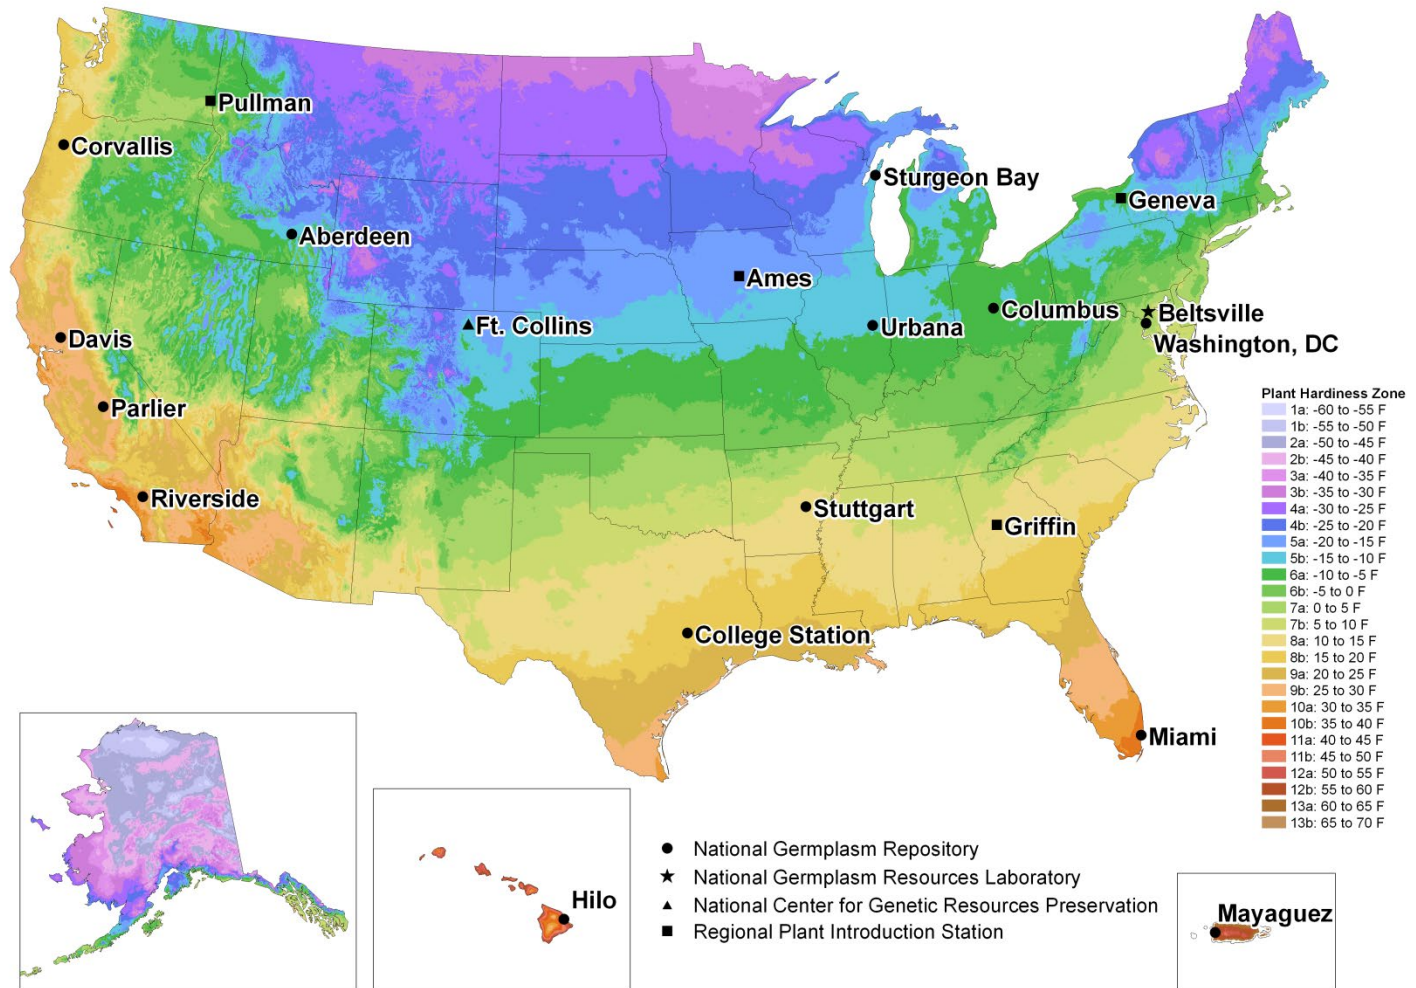 Pullman
Corvallis
Sturgeon Bay
Geneva
Aberdeen
Ames
Ft. Collins
Urbana
Columbus
Beltsville
Washington, DC
Davis
Parlier
Riverside
Stuttgart
Griffin
College Station
Miami
Plant Hardiness Zone
1a: -60 to -55 F
1b: -55 to -50 F
2a: -50 to -45 F
2b: -45 to -40 F
3a: -40 to -35 F
3b: -35 to -30 F
4a: -30 to -25 F
4b: -25 to -20 F
5a: -20 to -15 F
5b: -15 to -10 F
6a: -10 to -5 F
6b: -5 to 0 F
7a: 0 to 5 F
7b: 5 to 10 F
8a: 10 to 15 F
8b: 15 to 20 F
9a: 20 to 25 F
9b: 25 to 30 F
10a: 30 to 35 F
10b: 35 to 40 F
11a: 40 to 45 F
11b: 45 to 50 F
12a: 50 to 55 F
12b: 55 to 60 F
13a: 60 to 65 F
13b: 65 to 70 F
Hilo
National Germplasm Repository
National Germplasm Resources Laboratory
National Center for Genetic Resources Preservation
Regional Plant Introduction Station
Mayaguez